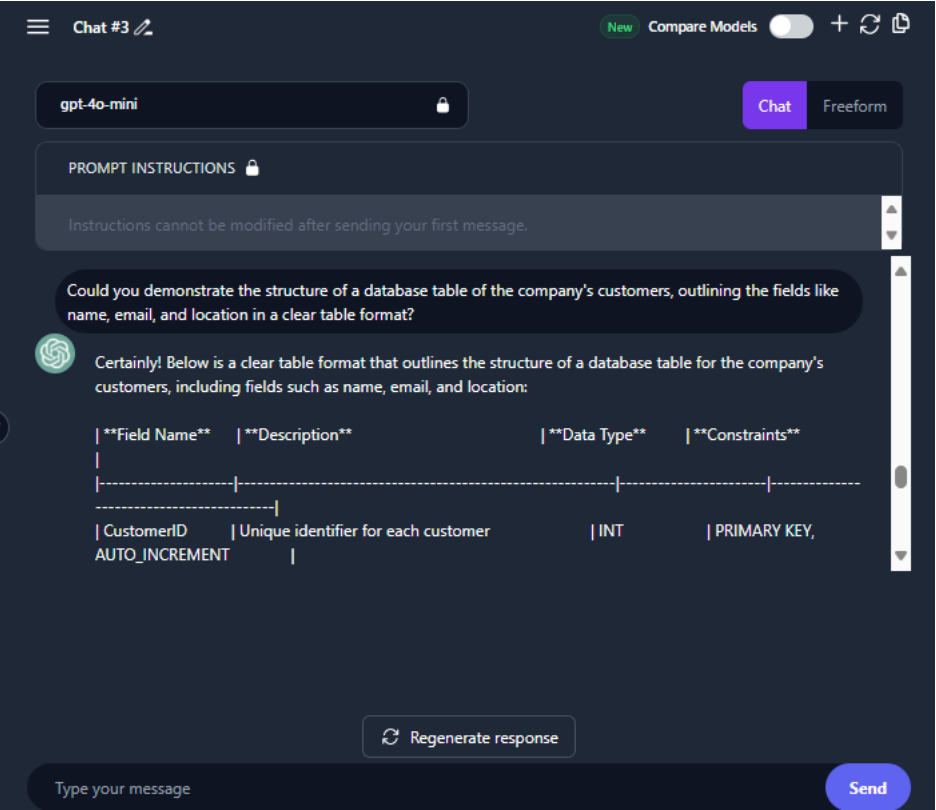 Chat #3
New Compare Models
gpt-4o-mini
Chat Freeform
PROMPT INSTRUCTIONS
Instructions cannot be modified after sending your first message.
Could you demonstrate the structure of a database table of the company's customers, outlining the fields like
name, email, and location in a clear table format?
Certainly! Below is a clear table format that outlines the structure of a database table for the company's
customers, including fields such as name, email, and location:
| **Field Name** | **Description** | **Data Type** | **Constraints**
|
|---------------------|-----------------------------------------------------------|-----------------------|--------------
----------------------------|
| CustomerID | Unique identifier for each customer | INT | PRIMARY KEY,
AUTO_INCREMENT |
Regenerate response
Type your message
Send